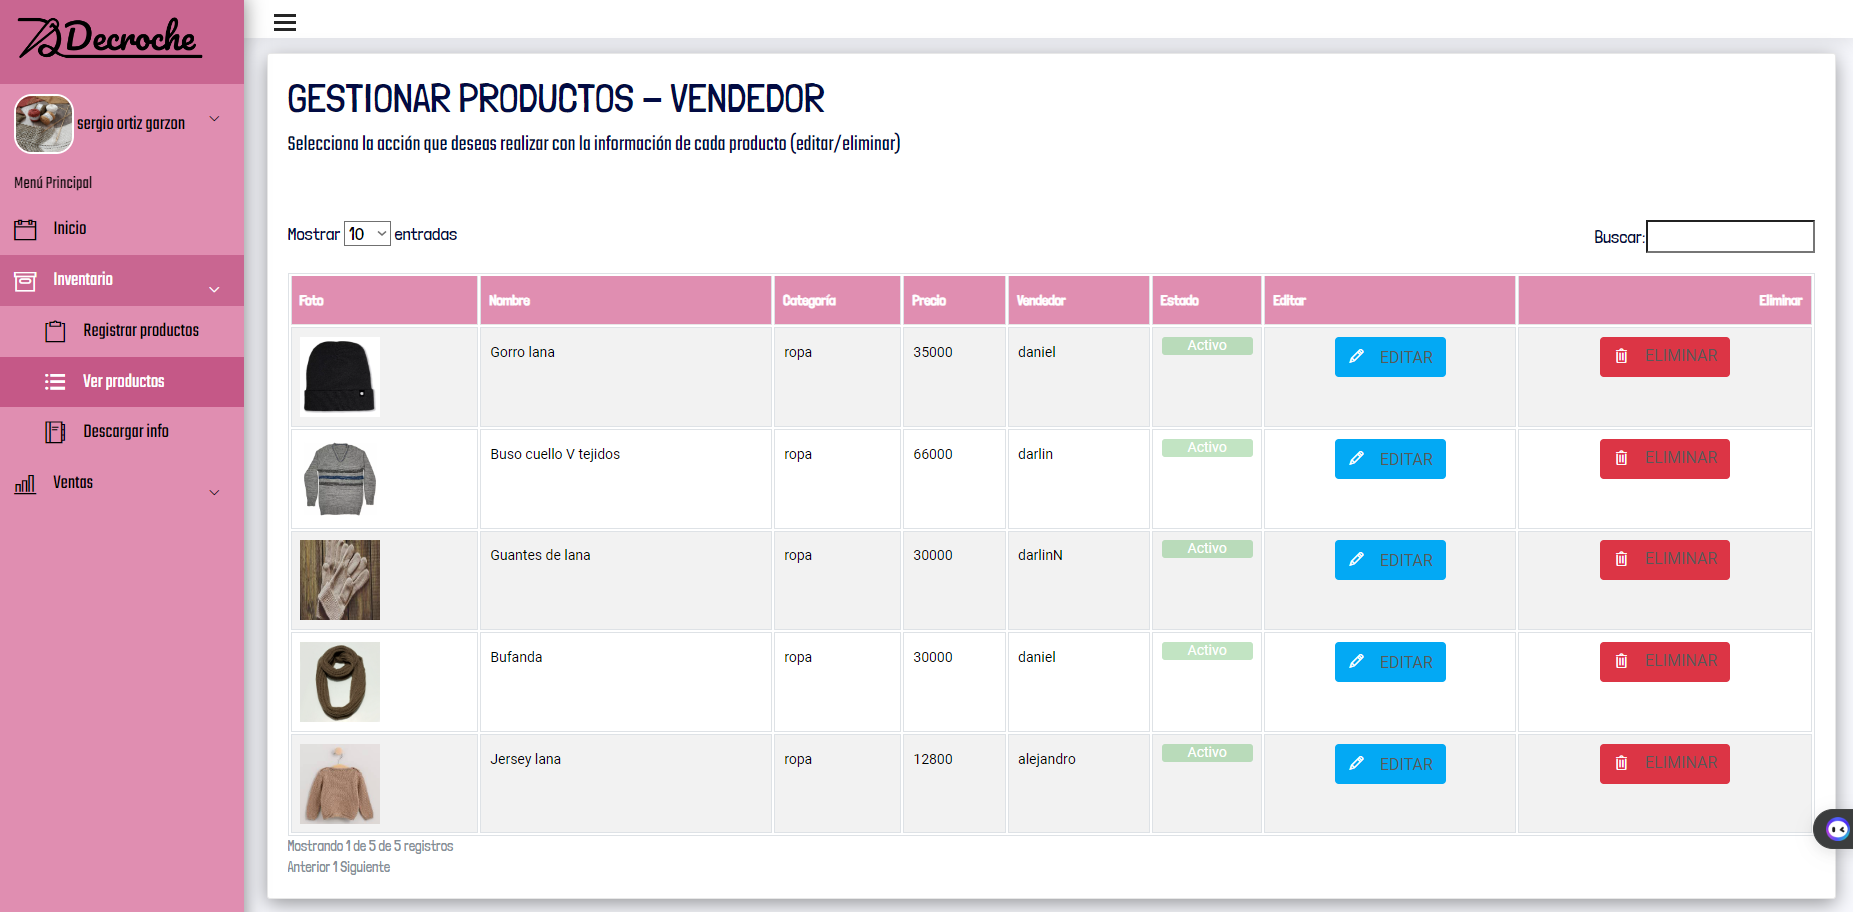 Decroche
sergio ortiz garzon
Menú Principal
Inicio
Inventario
Registrar productos
Ver productos
Descargar info
Ventas
GESTIONAR PRODUCTOS – VENDEDOR
Selecciona la acción que deseas realizar con la información de cada producto (editar/eliminar)
Mostrar 10 entradas
Buscar:
Foto Nombre Categoría Precio Vendedor Estado Editar Eliminar
Gorro lana ropa 35000 daniel Activo EDITAR ELIMINAR
Buso cuello V tejidos ropa 66000 darlin Activo EDITAR ELIMINAR
Guantes de lana ropa 30000 darlinN Activo EDITAR ELIMINAR
Bufanda ropa 30000 daniel Activo EDITAR ELIMINAR
Jersey lana ropa 12800 alejandro Activo EDITAR ELIMINAR
Mostrando 1 de 5 de 5 registros
Anterior 1 Siguiente